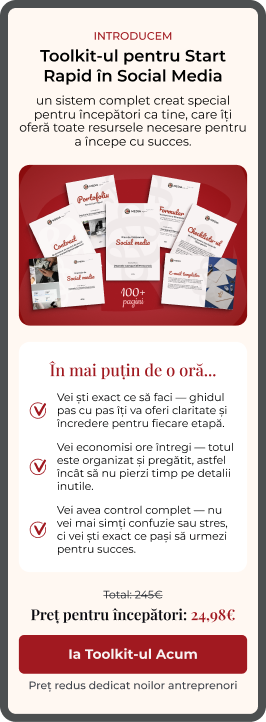 INTRODUCEM
Toolkit-ul pentru Start
Rapid în Social Media
un sistem complet creat special
pentru începători ca tine, care îți
oferă toate resursele necesare pentru
a începe cu succes.
Portofoliu
Formular
Contract
Social media
Checklists-uri
Social media
E-mail templates
100+
pagini
În mai puțin de o oră...
Vei ști exact ce să faci — ghidul
pas cu pas îți va oferi claritate și
încredere pentru fiecare etapă.
Vei economisi ore întregi — totul
este organizat și pregătit, astfel
încât să nu pierzi timp pe detalii
inutile.
Vei avea control complet — nu
vei mai simți confuzie sau stres,
ci vei ști exact ce pași să urmezi
pentru succes.
Total: 245€
Preț pentru începători: 24,98€
Ia Toolkit-ul Acum
Preț redus dedicat noilor antreprenori